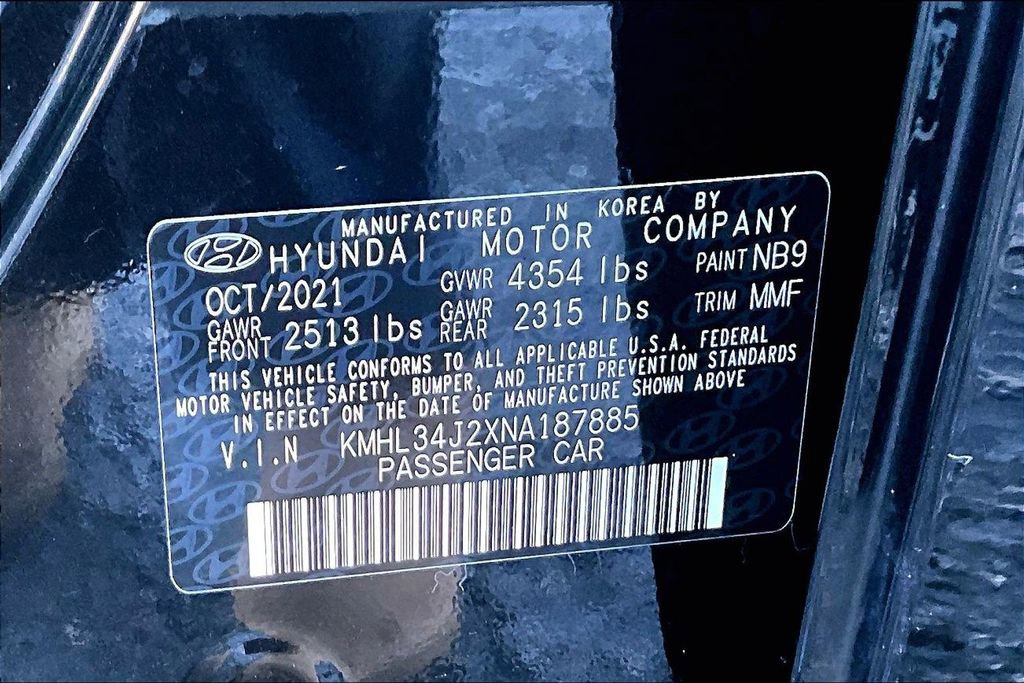 MANUFACTURED IN KOREA BY
HYUNDAI MOTOR COMPANY
OCT/2021 GVWR 4354 lbs PAINT NB9
GAWR FRONT 2513 lbs GAWR REAR 2315 lbs TRIM MMF
THIS VEHICLE CONFORMS TO ALL APPLICABLE U.S.A. FEDERAL
MOTOR VEHICLE SAFETY, BUMPER, AND THEFT PREVENTION STANDARDS
IN EFFECT ON THE DATE OF MANUFACTURE SHOWN ABOVE
V.I.N KMHL34J2XNA187885
PASSENGER CAR